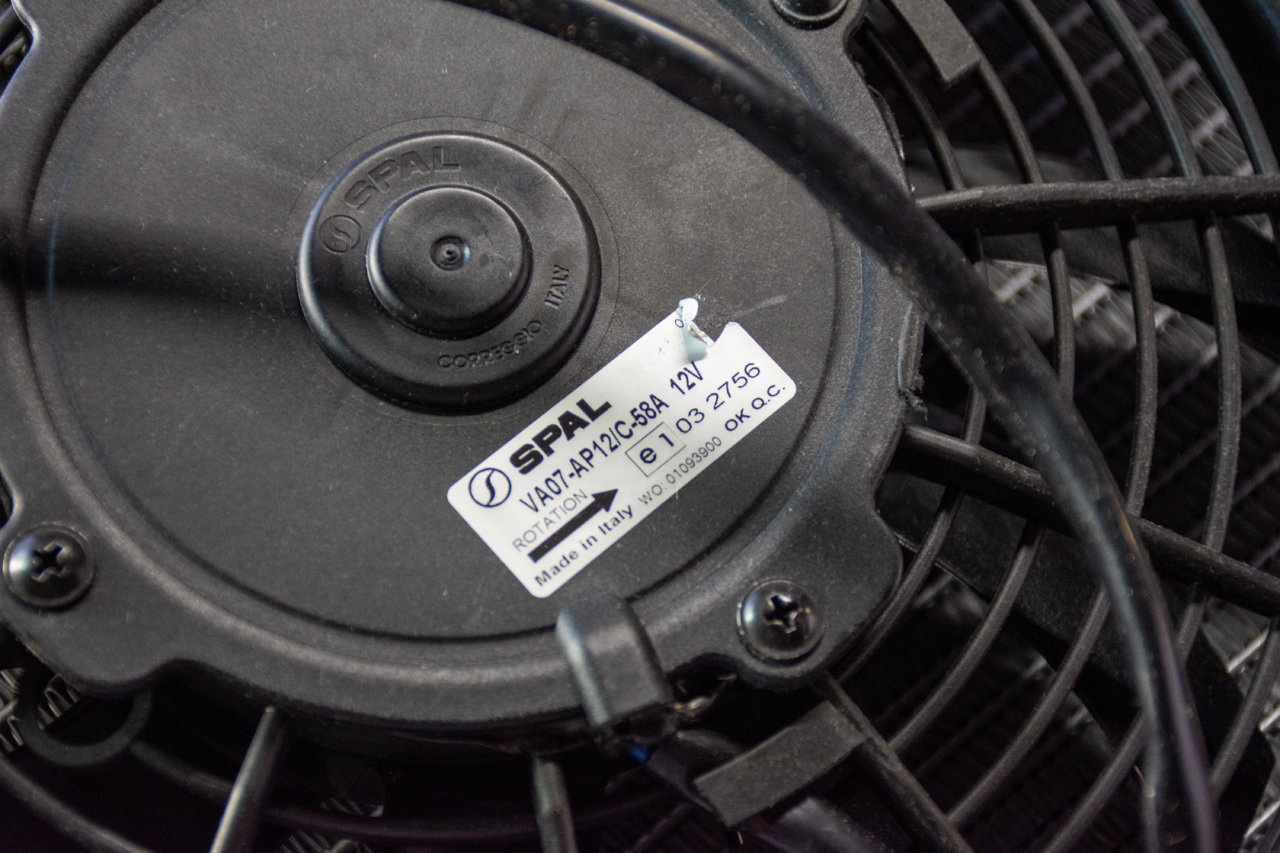 SPAL
CORREGGIO ITALY
SPAL
VA07-AP12/C-58A 12V
ROTATION e1 03 2756
Made in Italy WO: 01093900 OK Q.C.